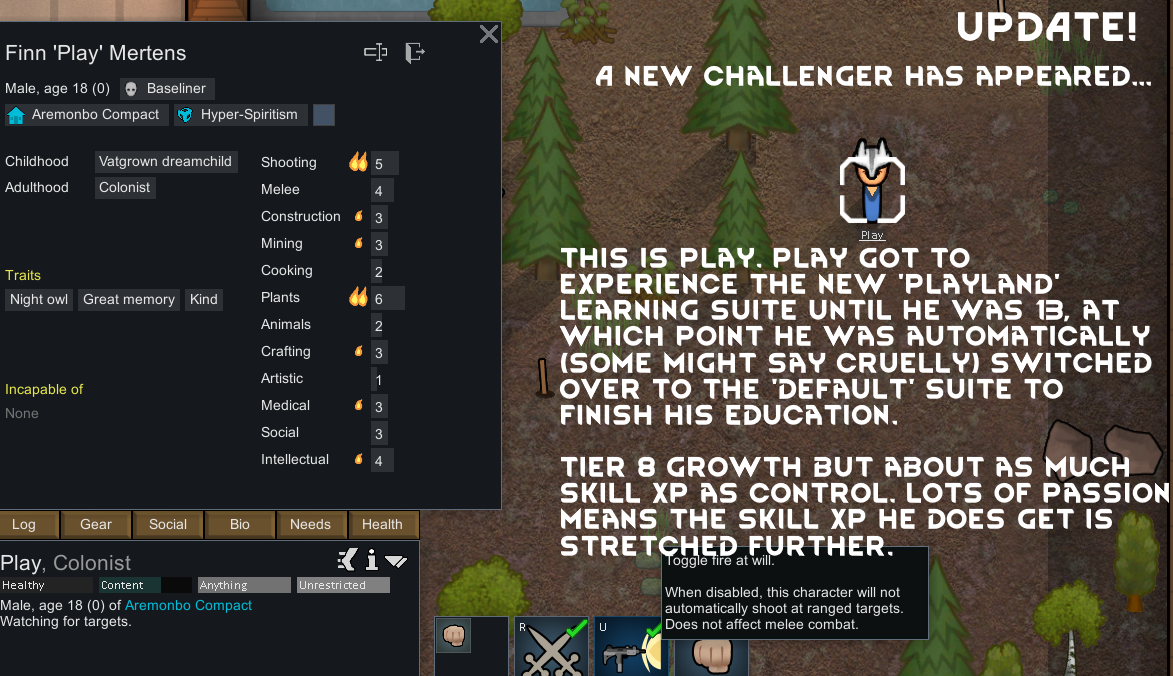 Finn 'Play' Mertens
Male, age 18 (0) Baseliner
Aremonbo Compact Hyper-Spiritism
Childhood Vatgrown dreamchild
Adulthood Colonist
Traits
Night owl Great memory Kind
Incapable of
None
Shooting 5
Melee 4
Construction 3
Mining 3
Cooking 2
Plants 6
Animals 2
Crafting 3
Artistic 1
Medical 3
Social 3
Intellectual 4
Log Gear Social Bio Needs Health
Play, Colonist
Healthy Content Anything Unrestricted
Male, age 18 (0) of Aremonbo Compact
Watching for targets.
UPDATE!
A NEW CHALLENGER HAS APPEARED...
Play
THIS IS PLAY. PLAY GOT TO
EXPERIENCE THE NEW 'PLAYLAND'
LEARNING SUITE UNTIL HE WAS 13, AT
WHICH POINT HE WAS AUTOMATICALLY
(SOME MIGHT SAY CRUELLY) SWITCHED
OVER TO THE 'DEFAULT' SUITE TO
FINISH HIS EDUCATION.
TIER 8 GROWTH BUT ABOUT AS MUCH
SKILL XP AS CONTROL. LOTS OF PASSION
MEANS THE SKILL XP HE DOES GET IS
STRETCHED FURTHER.
Toggle fire at will.
When disabled, this character will not
automatically shoot at ranged targets.
Does not affect melee combat.
R U